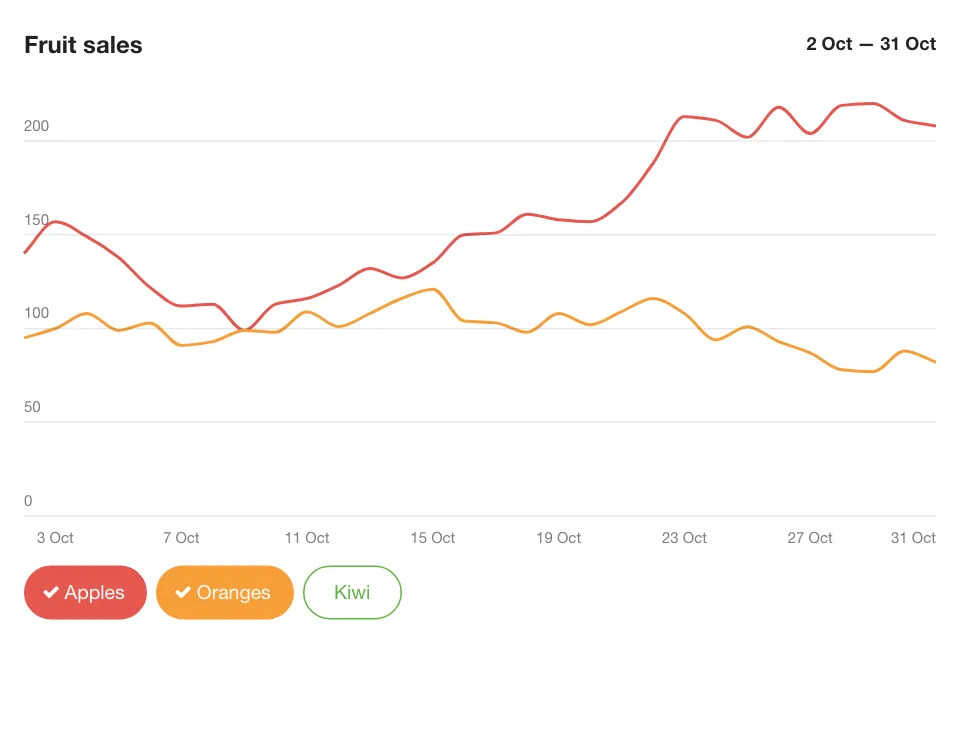 Fruit sales
2 Oct — 31 Oct
200
150
100
50
0
3 Oct 7 Oct 11 Oct 15 Oct 19 Oct 23 Oct 27 Oct 31 Oct
Apples Oranges Kiwi